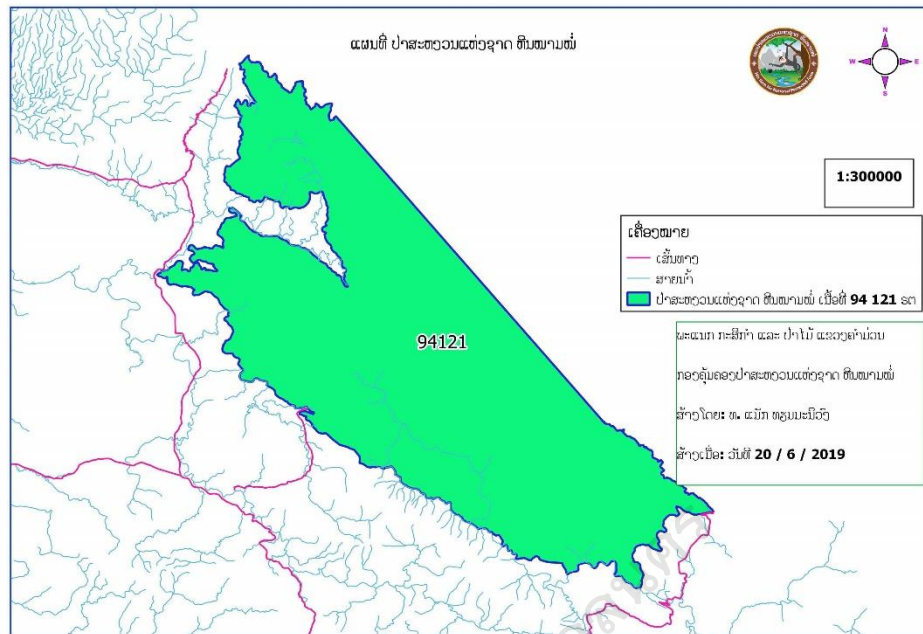 ແຜນທີ່ ປ່າສະຫງວນແຫ່ງຊາດ ຫີນໜາມໜໍ່
N
W E
S
1:300000
ເຄື່ອງໝາຍ
ເສັ້ນທາງ
ສາຍນໍ້າ
ປ່າສະຫງວນແຫ່ງຊາດ ຫີນໜາມໜໍ່ ເນື້ອທີ່ 94 121 ຮຕ
94121
ພະແນກ ກະສິກໍາ ແລະ ປ່າໄມ້ ແຂວງຄໍາມ່ວນ
ກອງຄຸ້ມຄອງປ່າສະຫງວນແຫ່ງຊາດ ຫີນໜາມໜໍ່
ສ້າງໂດຍ: ທ. ແມັກ ທຽມມະນີວົງ
ສ້າງເມື່ອ: ວັນທີ 20 / 6 / 2019